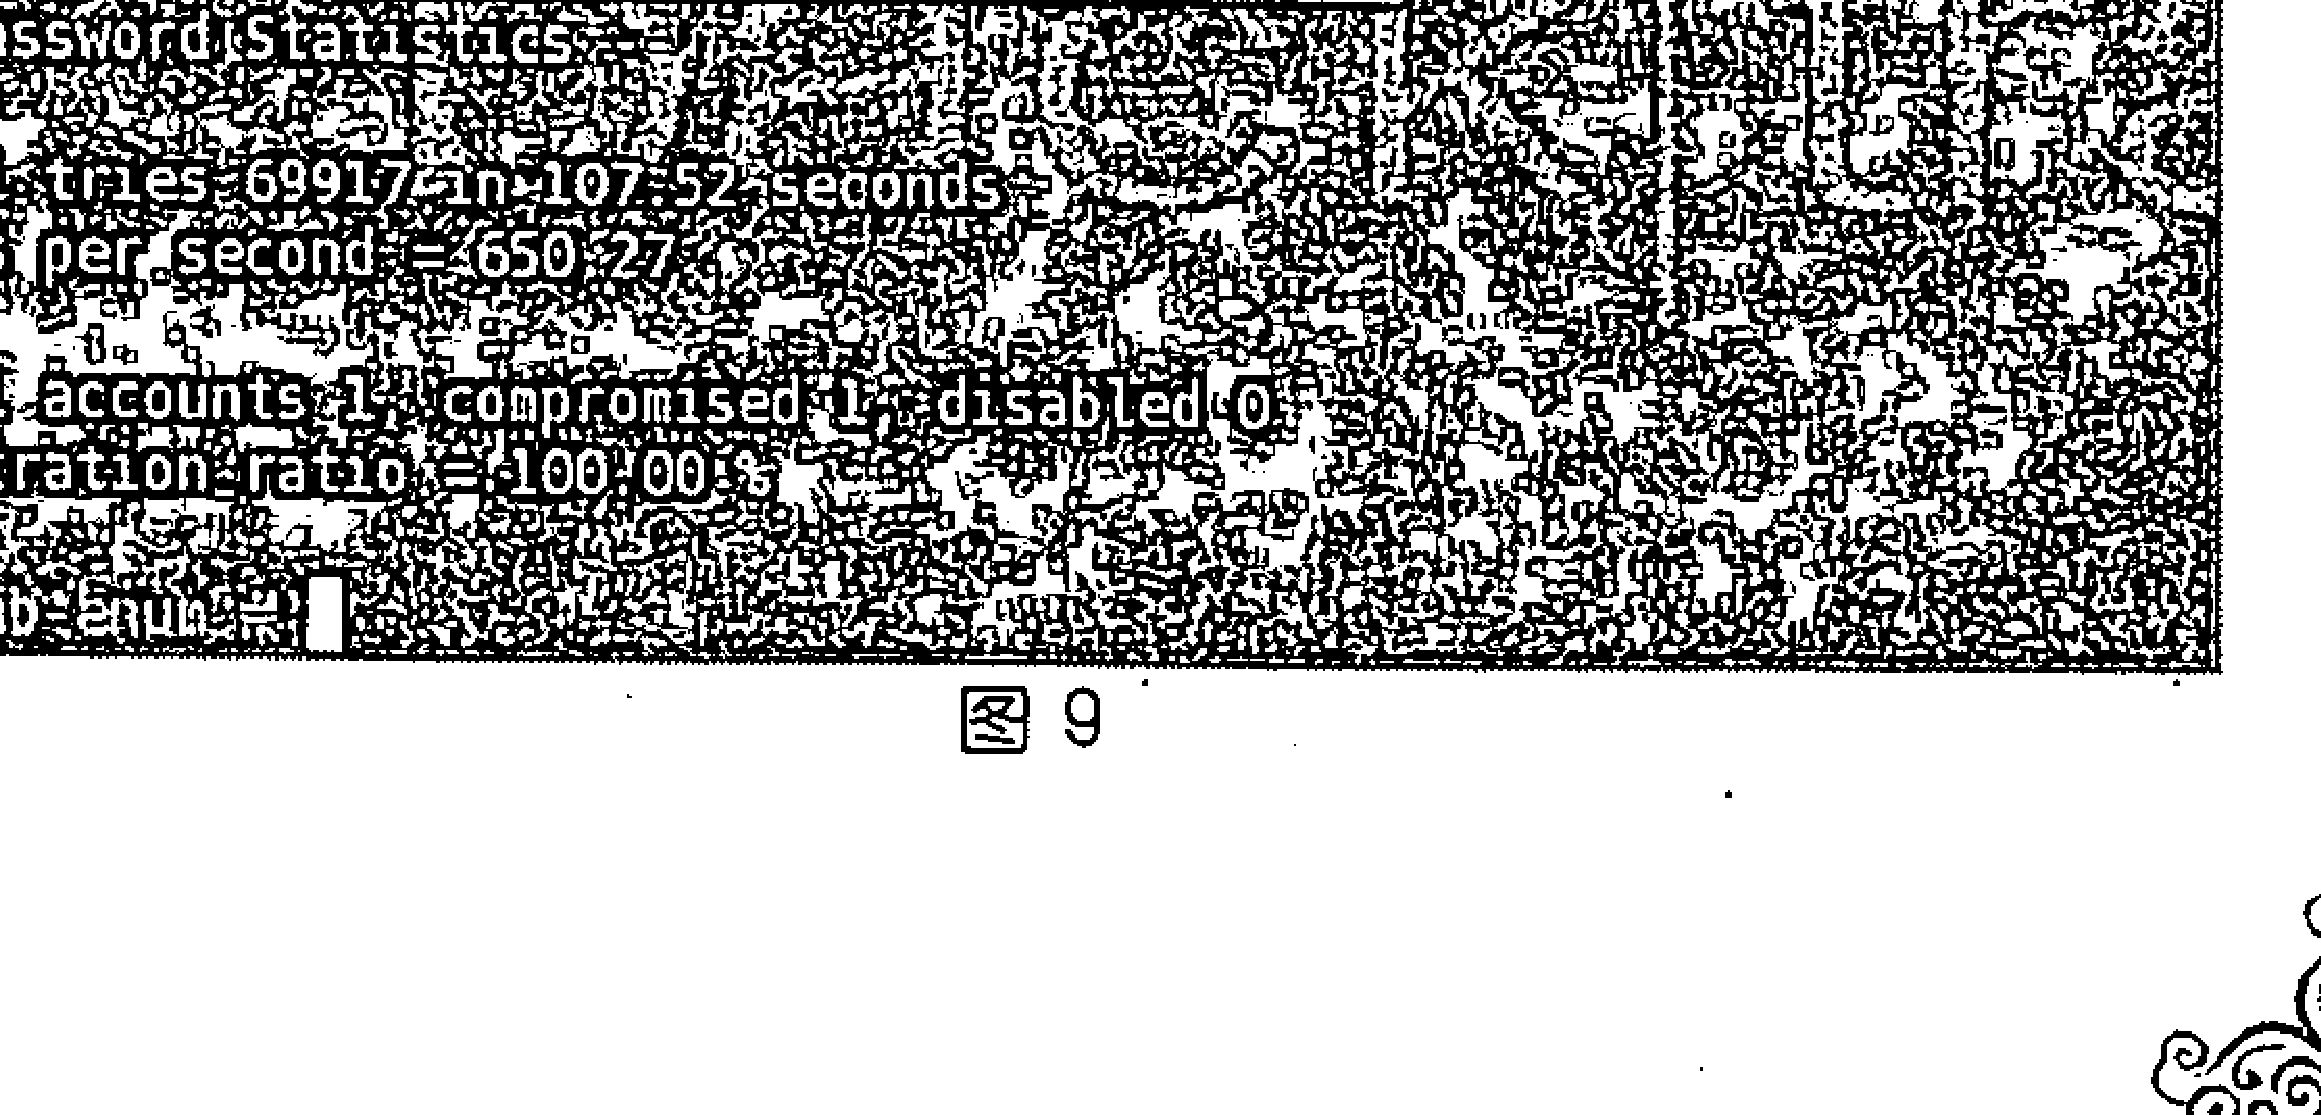 ssword Statistics
tries 69917 in 107.52 seconds
per second = 650.27
accounts 1, compromised 1, disabled 0
ration ratio = 100.00 %
b enum
图 9